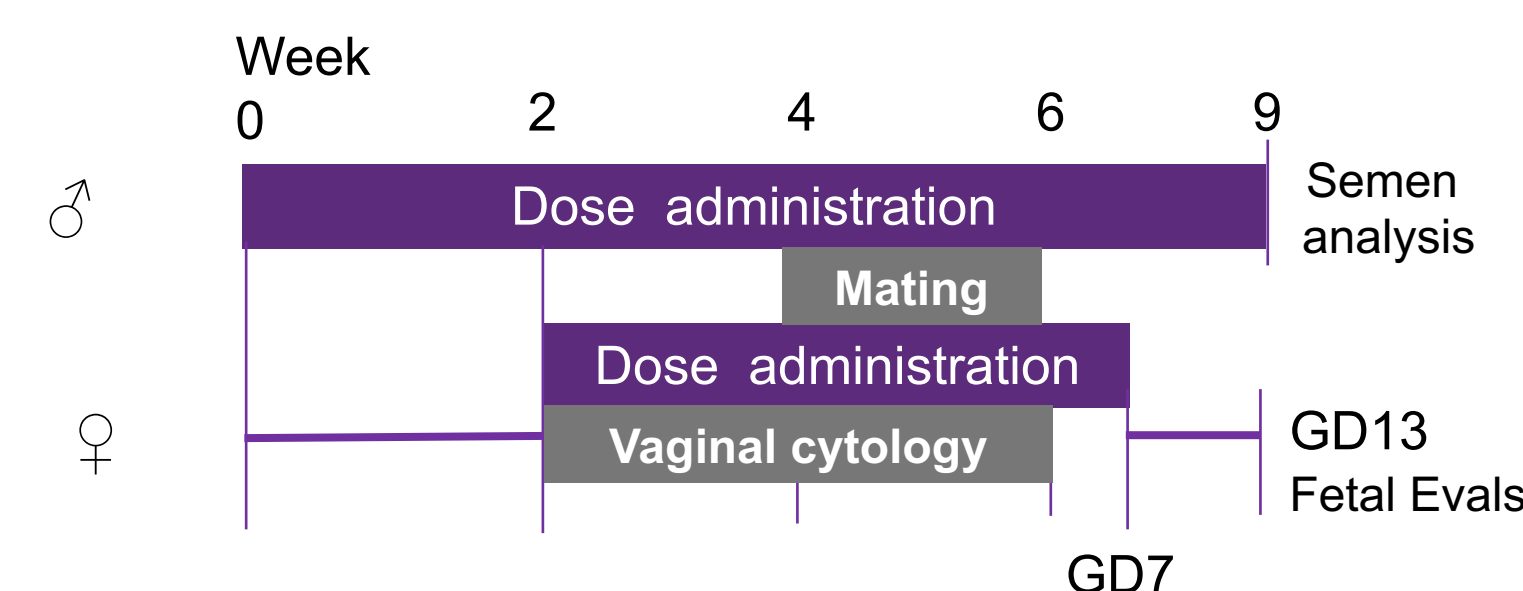 Week
0 2 4 6 9
♂
Dose administration
Semen
analysis
Mating
Dose administration
♀
Vaginal cytology
GD13
Fetal Evals
GD7